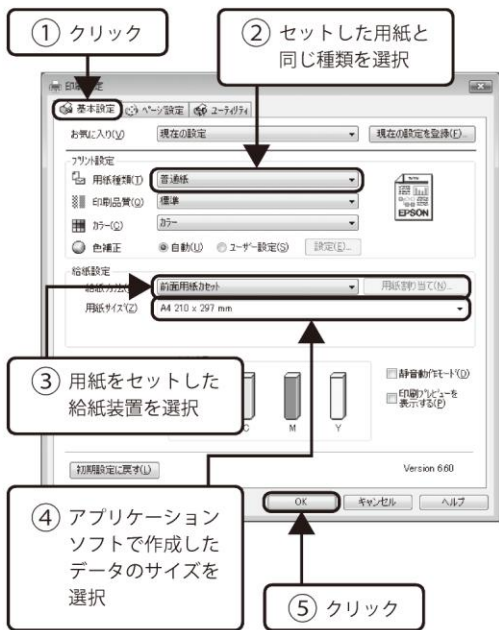 ① クリック
② セットした用紙と
同じ種類を選択
基本設定
ページ設定
ユーティリティ
お気に入り(V)
現在の設定
現在の設定を登録(F)...
プリント設定
用紙種類(T)
普通紙
印刷品質(Q)
標準
カラー(C)
カラー
色補正
自動(U)
ユーザー設定(S)
設定(E)...
EPSON
給紙設定
前面用紙カセット
用紙割り当て(N)...
用紙サイズ(Z)
A4 210 x 297 mm
③ 用紙をセットした
給紙装置を選択
C
M
Y
静音動作モード(O)
印刷プレビューを
表示する(P)
初期設定に戻す(L)
Version 6.60
④ アプリケーション
ソフトで作成した
データのサイズを
選択
OK
キャンセル
ヘルプ
⑤ クリック